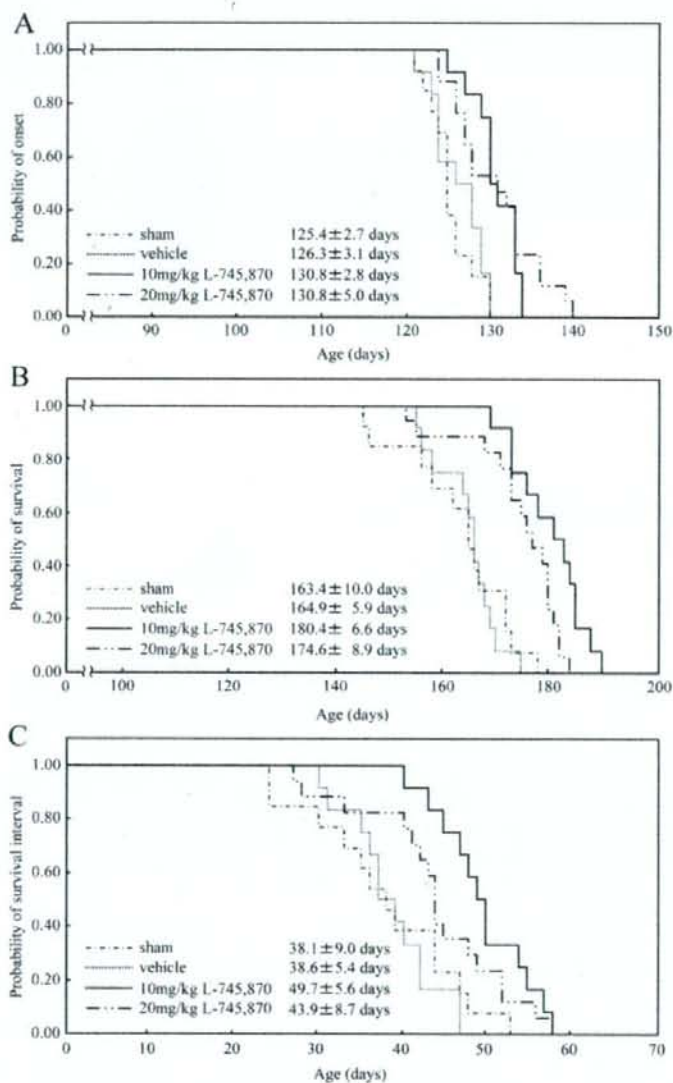 A
Probability of onset
1.00
0.80
0.60
0.40
0.20
0.00
sham 125.4±2.7 days
vehicle 126.3±3.1 days
10mg/kg L-745,870 130.8±2.8 days
20mg/kg L-745,870 130.8±5.0 days
0 90 100 110 120 130 140 150
Age (days)
B
Probability of survival
1.00
0.80
0.60
0.40
0.20
0.00
sham 163.4±10.0 days
vehicle 164.9± 5.9 days
10mg/kg L-745,870 180.4± 6.6 days
20mg/kg L-745,870 174.6± 8.9 days
0 100 120 140 160 180 200
Age (days)
C
Probability of survival interval
1.00
0.80
0.60
0.40
0.20
0.00
sham 38.1±9.0 days
vehicle 38.6±5.4 days
10mg/kg L-745,870 49.7±5.6 days
20mg/kg L-745,870 43.9±8.7 days
0 10 20 30 40 50 60 70
Age (days)